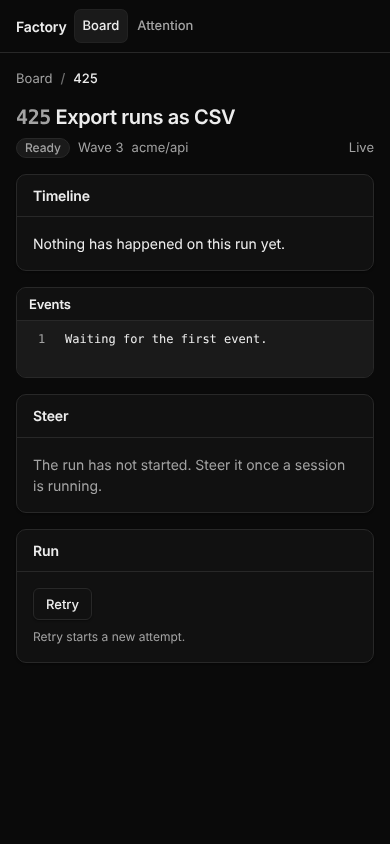 Factory Board Attention
Board / 425
425 Export runs as CSV
Ready Wave 3 acme/api Live
Timeline
Nothing has happened on this run yet.
Events
1 Waiting for the first event.
Steer
The run has not started. Steer it once a session
is running.
Run
Retry
Retry starts a new attempt.